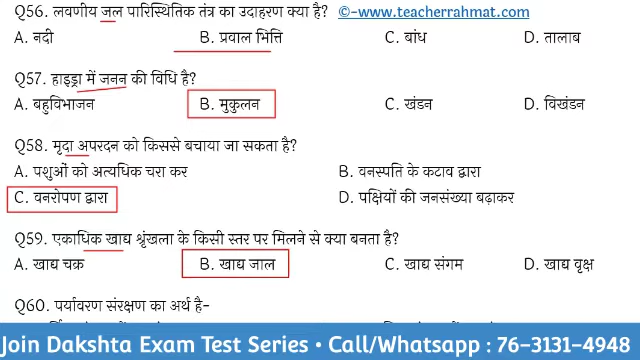 Q56. लवणीय जल पारिस्थितिक तंत्र का उदाहरण क्या है? ©-www.teacherrahmat.com
A. नदी B. प्रवाल भित्ति C. बांध D. तालाब
Q57. हाइड्रा में जनन की विधि है?
A. बहुविभाजन B. मुकुलन C. खंडन D. विखंडन
Q58. मृदा अपरदन को किससे बचाया जा सकता है?
A. पशुओं को अत्यधिक चरा कर B. वनस्पति के कटाव द्वारा
C. वनरोपण द्वारा D. पक्षियों की जनसंख्या बढ़ाकर
Q59. एकाधिक खाद्य श्रृंखला के किसी स्तर पर मिलने से क्या बनता है?
A. खाद्य चक्र B. खाद्य जाल C. खाद्य संगम D. खाद्य वृक्ष
Q60. पर्यावरण संरक्षण का अर्थ है-
Join Dakshta Exam Test Series • Call/Whatsapp : 76-3131-4948